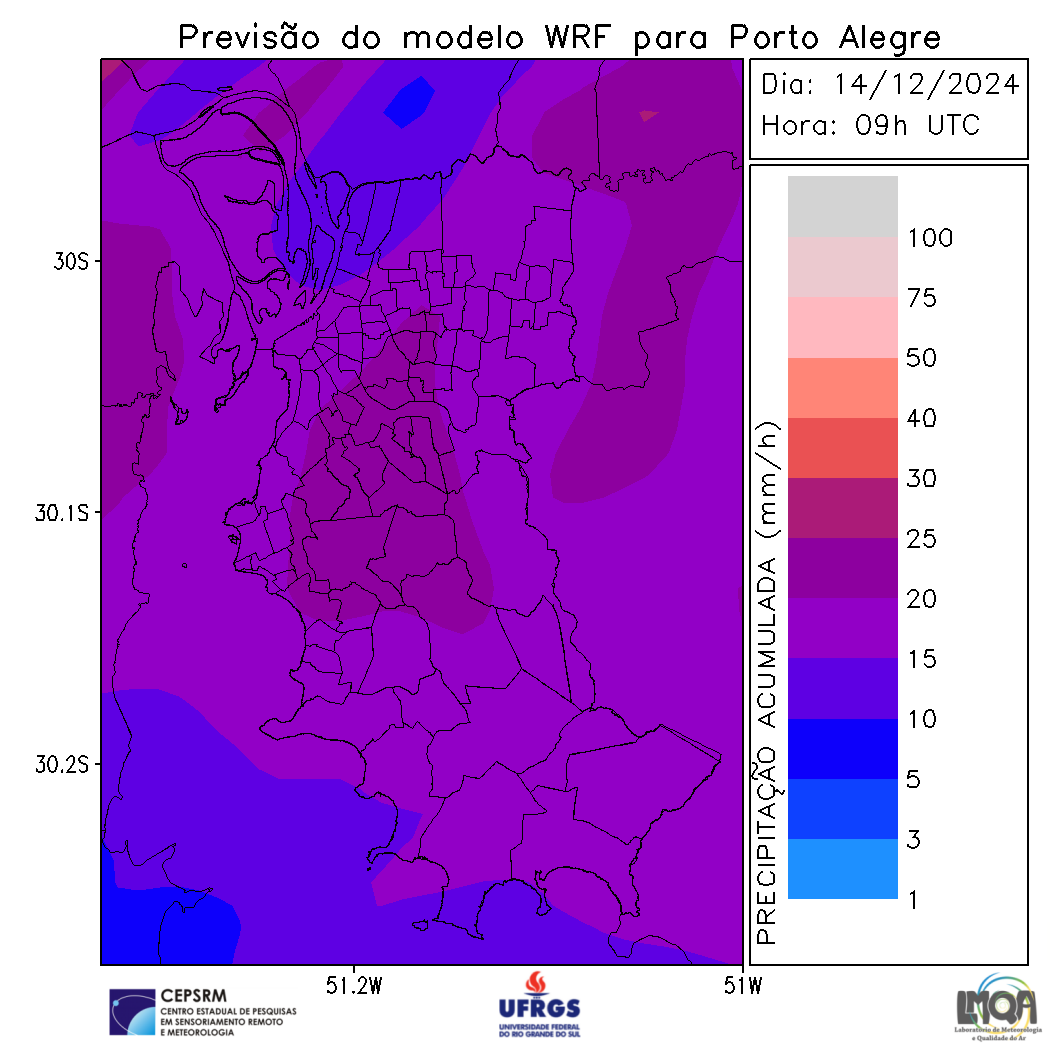 Previsão do modelo WRF para Porto Alegre
Dia: 14/12/2024
Hora: 09h UTC
30S
30.1S
30.2S
51.2W
51W
PRECIPITAÇÃO ACUMULADA (mm/h)
100
75
50
40
30
25
20
15
10
5
3
1
CEPSRM
CENTRO ESTADUAL DE PESQUISAS
EM SENSORIAMENTO REMOTO
E METEOROLOGIA
UFRGS
UNIVERSIDADE FEDERAL
DO RIO GRANDE DO SUL
LMQA
Laboratório de Meteorologia
e Qualidade do Ar